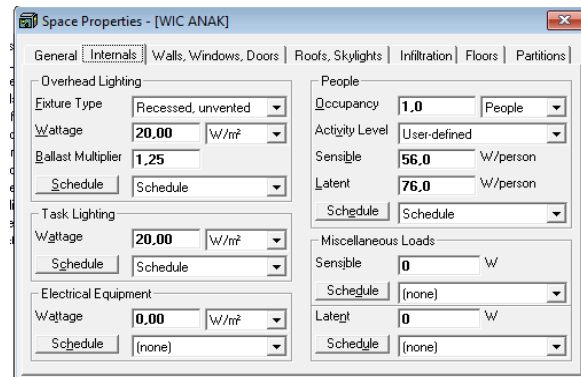 Space Properties - [WIC ANAK]
General Internals Walls, Windows, Doors Roofs, Skylights Infiltration Floors Partitions
Overhead Lighting
Fixture Type Recessed, unvented
Wattage 20,00 W/m²
Ballast Multiplier 1,25
Schedule Schedule
Task Lighting
Wattage 20,00 W/m²
Schedule Schedule
Electrical Equipment
Wattage 0,00 W/m²
Schedule (none)
People
Occupancy 1,0 People
Activity Level User-defined
Sensible 56,0 W/person
Latent 76,0 W/person
Schedule Schedule
Miscellaneous Loads
Sensible 0 W
Schedule (none)
Latent 0 W
Schedule (none)